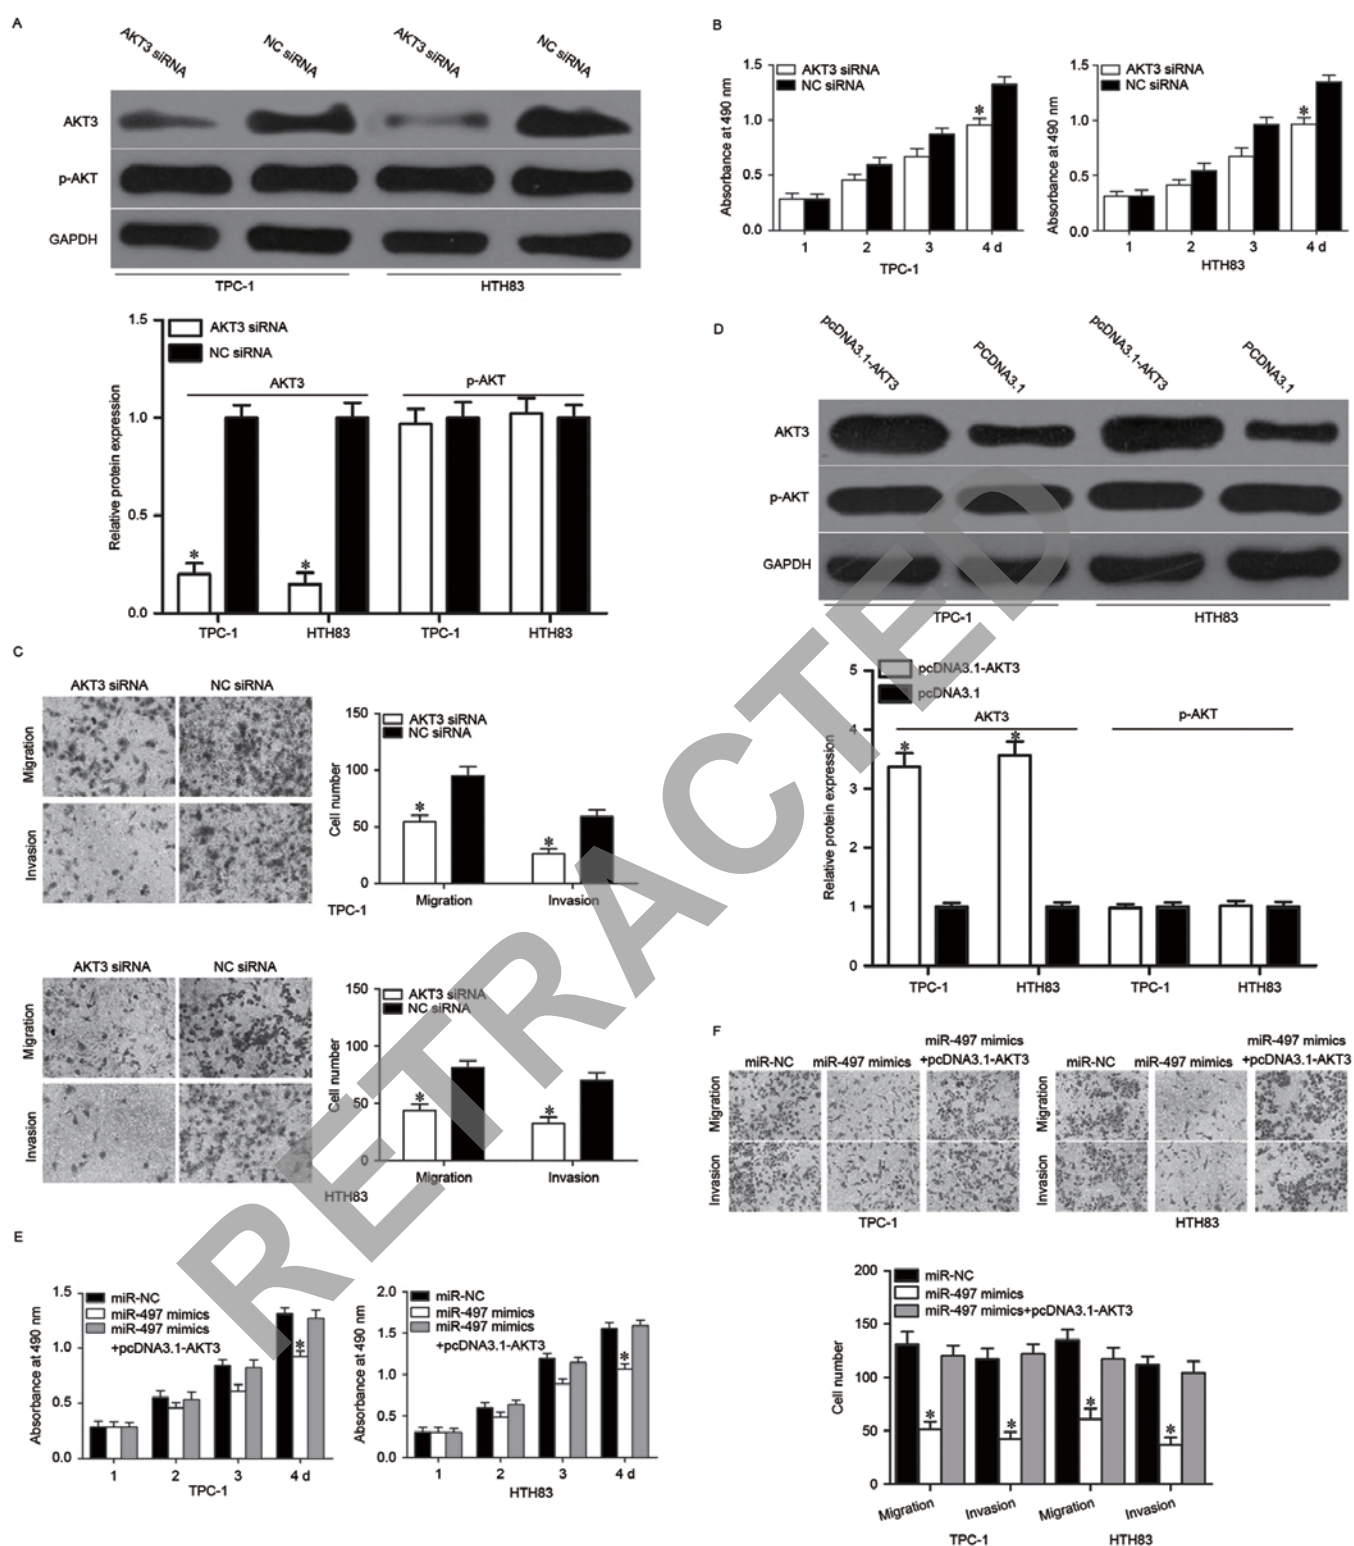 A
AKT3 siRNA
NC siRNA
AKT3 siRNA
NC siRNA
AKT3
p-AKT
GAPDH
TPC-1
HTH83
1.5
1.0
0.5
0.0
Relative protein expression
AKT3 siRNA
NC siRNA
AKT3
p-AKT
*
*
TPC-1
HTH83
TPC-1
HTH83
B
1.5
1.0
0.5
0.0
Absorbance at 490 nm
AKT3 siRNA
NC siRNA
*
1 2 3 4 d
TPC-1
1.5
1.0
0.5
0.0
Absorbance at 490 nm
AKT3 siRNA
NC siRNA
*
1 2 3 4 d
HTH83
C
AKT3 siRNA NC siRNA
Migration
Invasion
150
100
50
0
Cell number
AKT3 siRNA
NC siRNA
*
*
Migration Invasion
TPC-1
AKT3 siRNA NC siRNA
Migration
Invasion
150
100
50
0
Cell number
AKT3 siRNA
NC siRNA
*
*
Migration Invasion
HTH83
D
pcDNA3.1-AKT3
PCDNA3.1
pcDNA3.1-AKT3
PCDNA3.1
AKT3
p-AKT
GAPDH
TPC-1
HTH83
5
4
3
2
1
0
Relative protein expression
pcDNA3.1-AKT3
pcDNA3.1
AKT3
p-AKT
*
*
TPC-1
HTH83
TPC-1
HTH83
E
1.5
1.0
0.5
0.0
Absorbance at 490 nm
miR-NC
miR-497 mimics
miR-497 mimics
+pcDNA3.1-AKT3
*
1 2 3 4 d
TPC-1
2.0
1.5
1.0
0.5
0.0
Absorbance at 490 nm
miR-NC
miR-497 mimics
miR-497 mimics
+pcDNA3.1-AKT3
*
1 2 3 4 d
HTH83
F
miR-NC
miR-497 mimics
miR-497 mimics
+pcDNA3.1-AKT3
Migration
Invasion
TPC-1
miR-NC
miR-497 mimics
miR-497 mimics
+pcDNA3.1-AKT3
Migration
Invasion
HTH83
200
150
100
50
0
Cell number
miR-NC
miR-497 mimics
miR-497 mimics+pcDNA3.1-AKT3
*
*
*
*
Migration
Invasion
Migration
Invasion
TPC-1
HTH83
RETRACTED